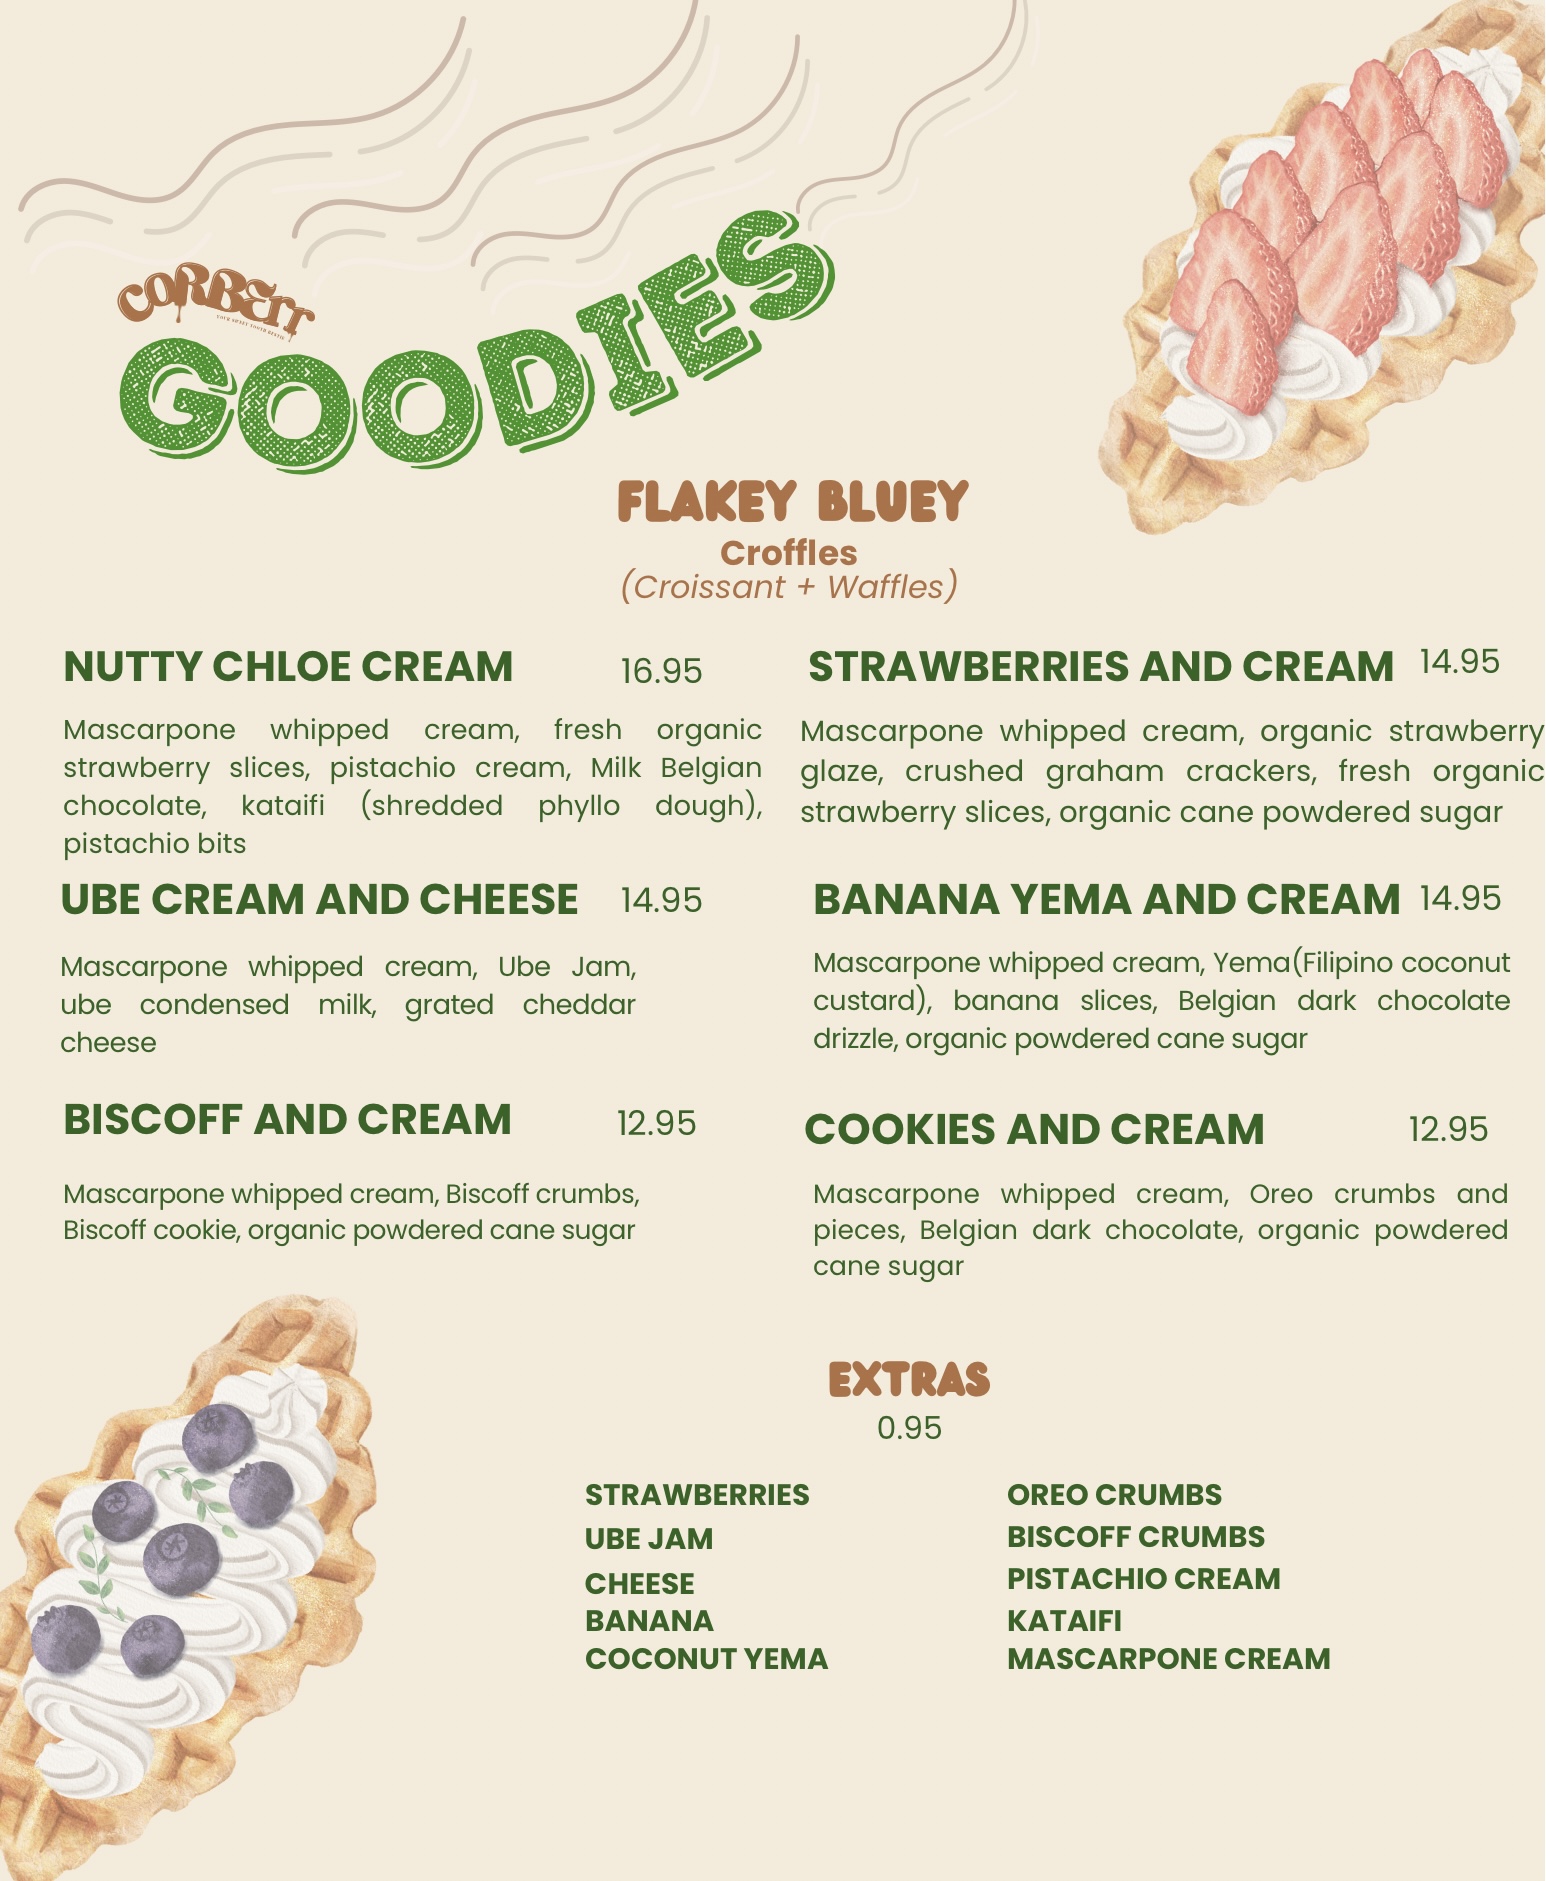 CORBErr
YOUR SWEET TOOTH BESTIE
GOODIES
FLAKEY BLUEY
Croffles
(Croissant + Waffles)
NUTTY CHLOE CREAM 16.95
Mascarpone whipped cream, fresh organic
strawberry slices, pistachio cream, Milk Belgian
chocolate, kataifi (shredded phyllo dough),
pistachio bits
STRAWBERRIES AND CREAM 14.95
Mascarpone whipped cream, organic strawberry
glaze, crushed graham crackers, fresh organic
strawberry slices, organic cane powdered sugar
UBE CREAM AND CHEESE 14.95
Mascarpone whipped cream, Ube Jam,
ube condensed milk, grated cheddar
cheese
BANANA YEMA AND CREAM 14.95
Mascarpone whipped cream, Yema(Filipino coconut
custard), banana slices, Belgian dark chocolate
drizzle, organic powdered cane sugar
BISCOFF AND CREAM 12.95
Mascarpone whipped cream, Biscoff crumbs,
Biscoff cookie, organic powdered cane sugar
COOKIES AND CREAM 12.95
Mascarpone whipped cream, Oreo crumbs and
pieces, Belgian dark chocolate, organic powdered
cane sugar
EXTRAS
0.95
STRAWBERRIES
UBE JAM
CHEESE
BANANA
COCONUT YEMA
OREO CRUMBS
BISCOFF CRUMBS
PISTACHIO CREAM
KATAIFI
MASCARPONE CREAM